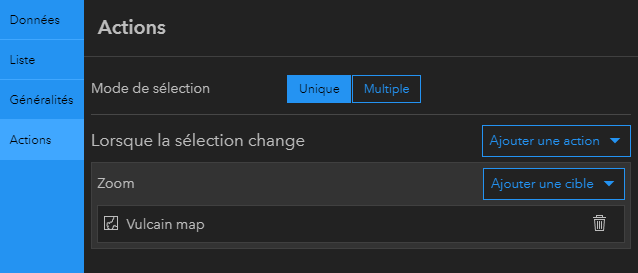 Données
Liste
Généralités
Actions
Actions
Mode de sélection
Unique
Multiple
Lorsque la sélection change
Ajouter une action
Zoom
Ajouter une cible
Vulcain map